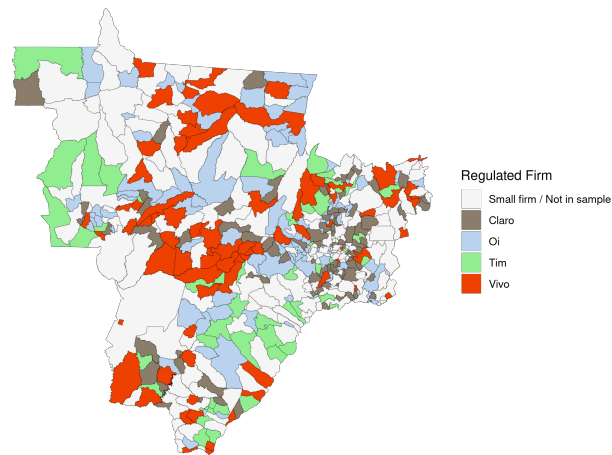 Regulated Firm
Small firm / Not in sample
Claro
Oi
Tim
Vivo